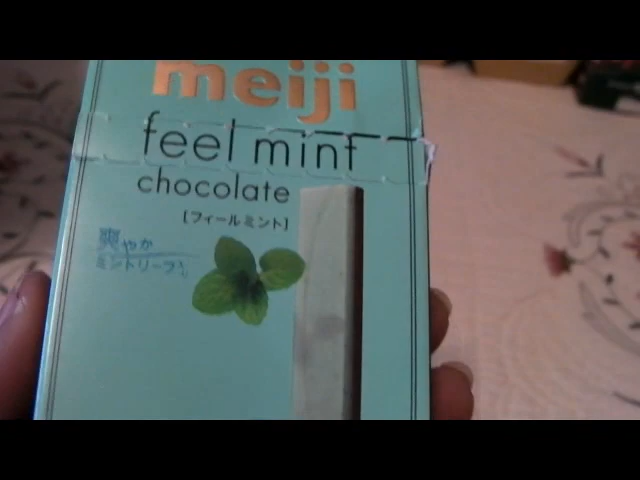 meiji
feel mint
chocolate
[フィールミント]
爽やか
ミントリーフ